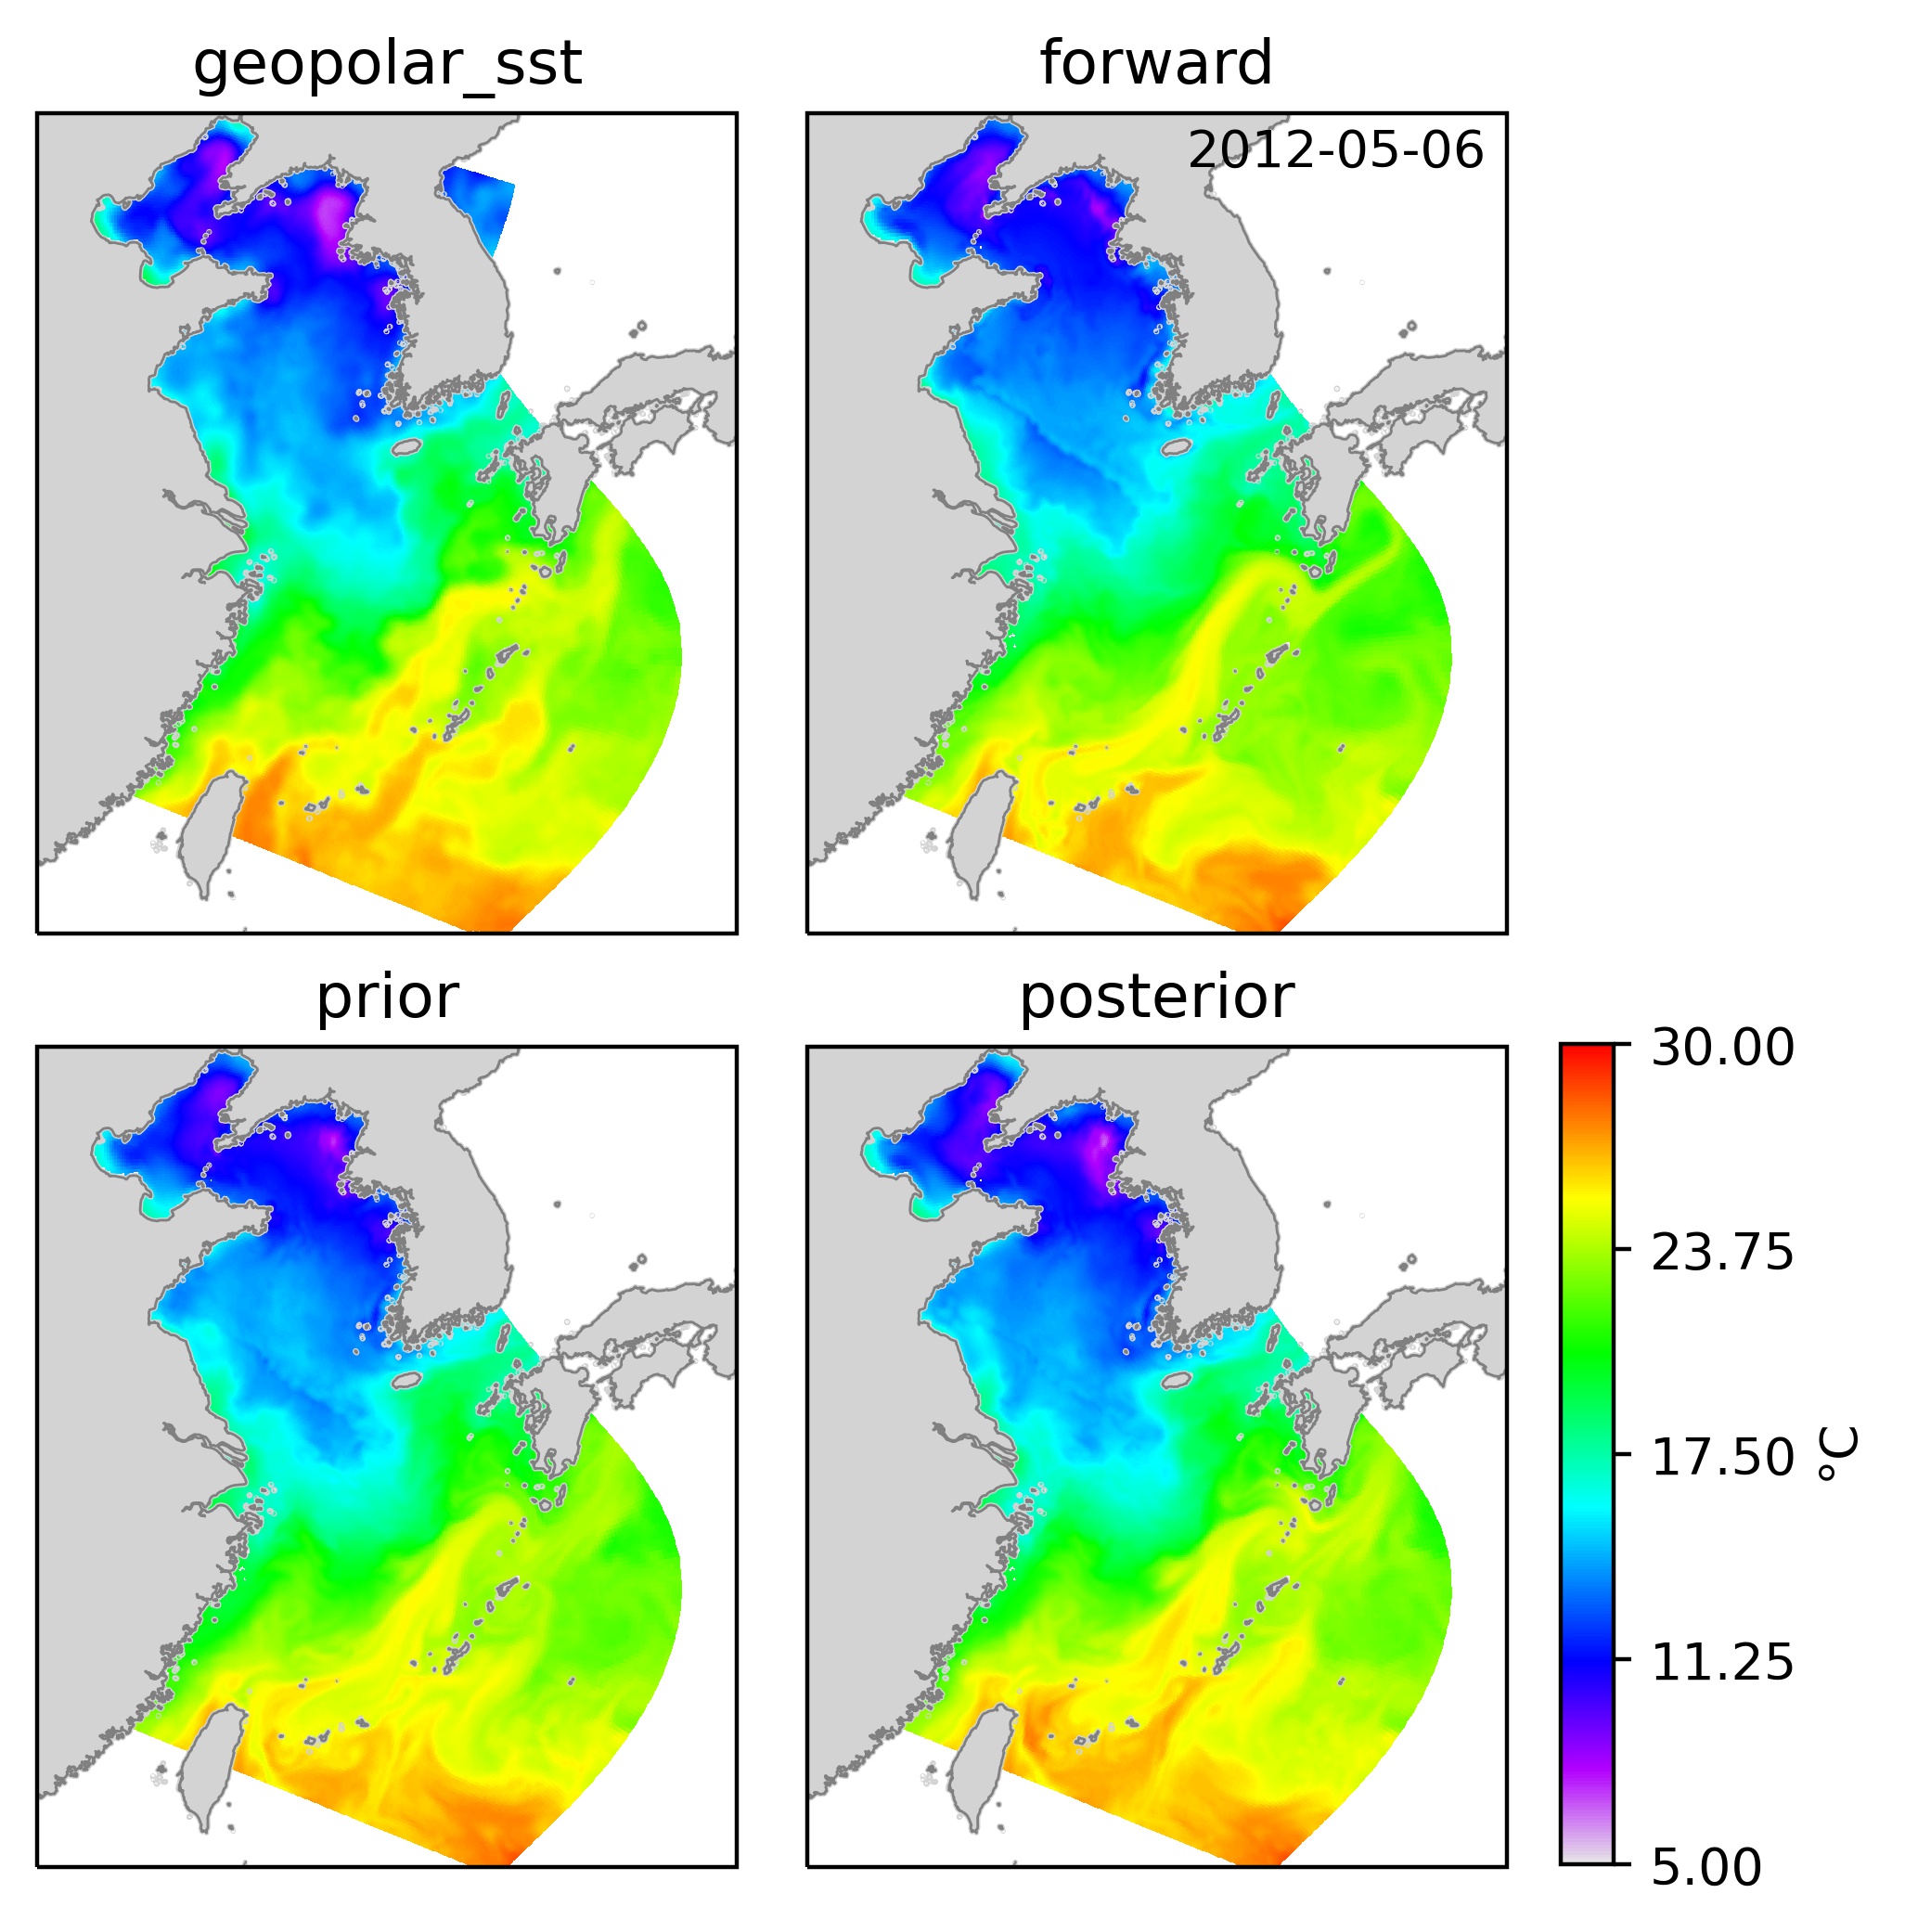 geopolar_sst
forward
2012-05-06
prior
posterior
30.00
23.75
17.50
11.25
5.00
°C